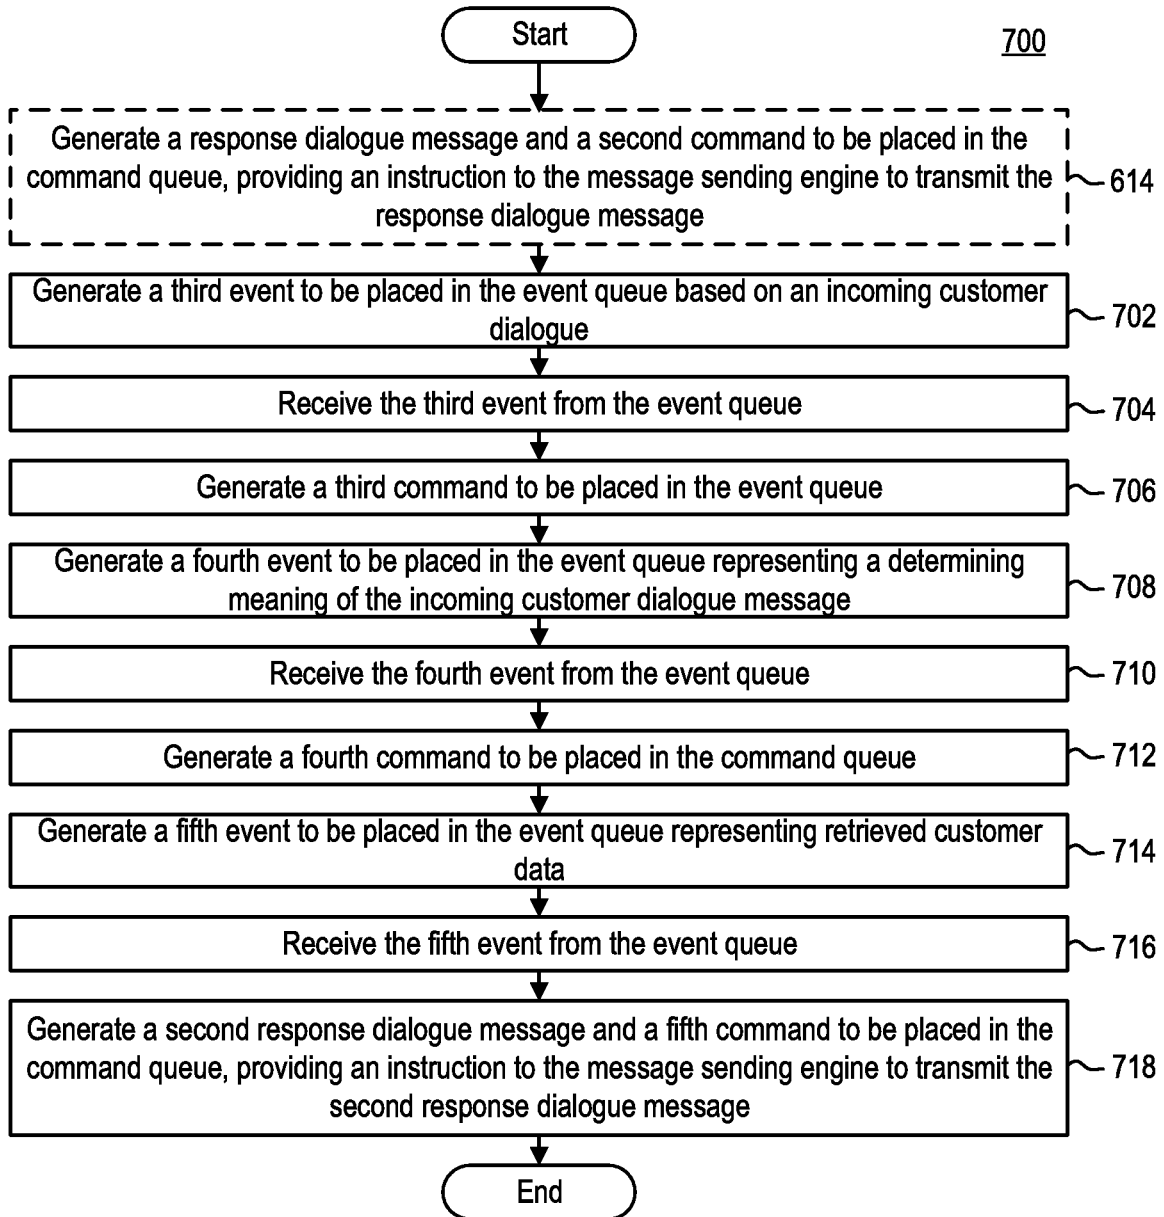 Start
700
Generate a response dialogue message and a second command to be placed in the
command queue, providing an instruction to the message sending engine to transmit the
response dialogue message
614
Generate a third event to be placed in the event queue based on an incoming customer
dialogue
702
Receive the third event from the event queue
704
Generate a third command to be placed in the event queue
706
Generate a fourth event to be placed in the event queue representing a determining
meaning of the incoming customer dialogue message
708
Receive the fourth event from the event queue
710
Generate a fourth command to be placed in the command queue
712
Generate a fifth event to be placed in the event queue representing retrieved customer
data
714
Receive the fifth event from the event queue
716
Generate a second response dialogue message and a fifth command to be placed in the
command queue, providing an instruction to the message sending engine to transmit the
second response dialogue message
718
End